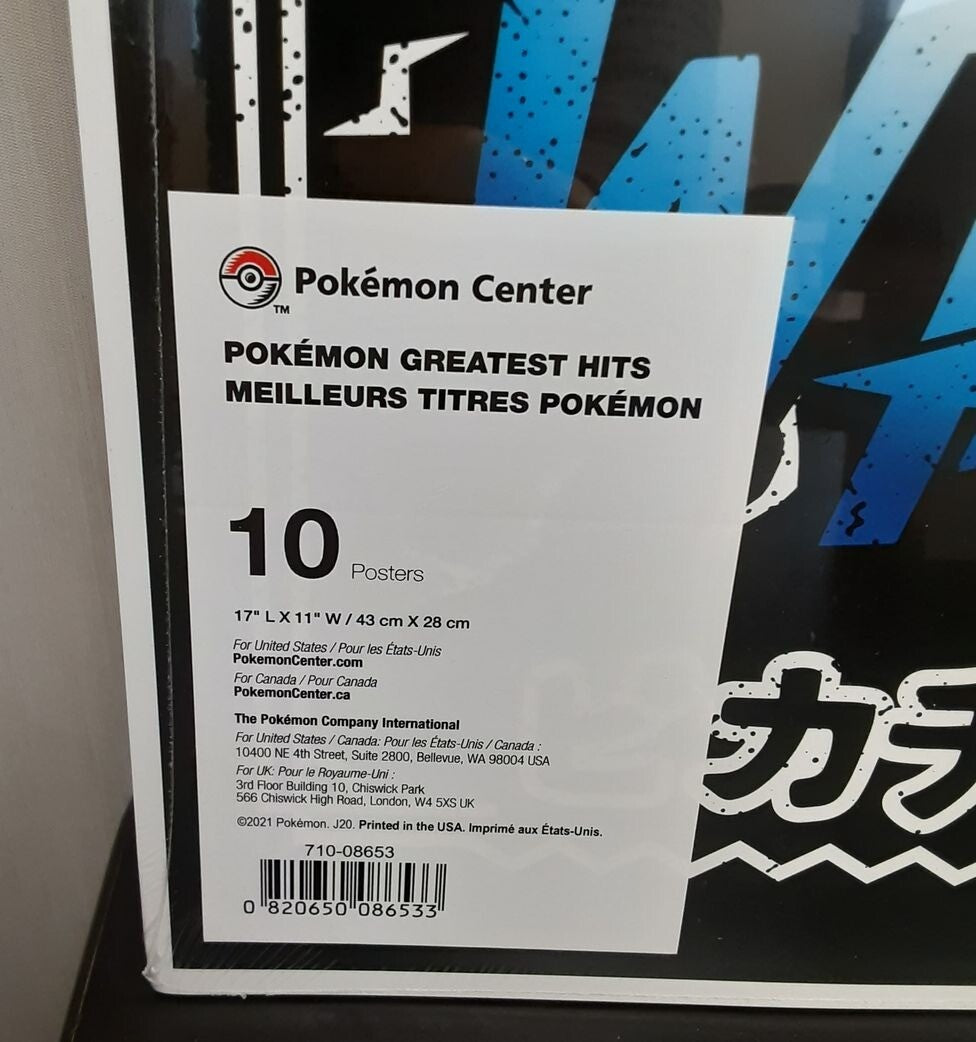 Pokémon Center
TM
POKÉMON GREATEST HITS
MEILLEURS TITRES POKÉMON
10 Posters
17" L X 11" W / 43 cm X 28 cm
For United States / Pour les États-Unis
PokemonCenter.com
For Canada / Pour Canada
PokemonCenter.ca
The Pokémon Company International
For United States / Canada: Pour les États-Unis / Canada :
10400 NE 4th Street, Suite 2800, Bellevue, WA 98004 USA
For UK: Pour le Royaume-Uni :
3rd Floor Building 10, Chiswick Park
566 Chiswick High Road, London, W4 5XS UK
©2021 Pokémon. J20. Printed in the USA. Imprimé aux États-Unis.
710-08653
0 820650 086533
カチ